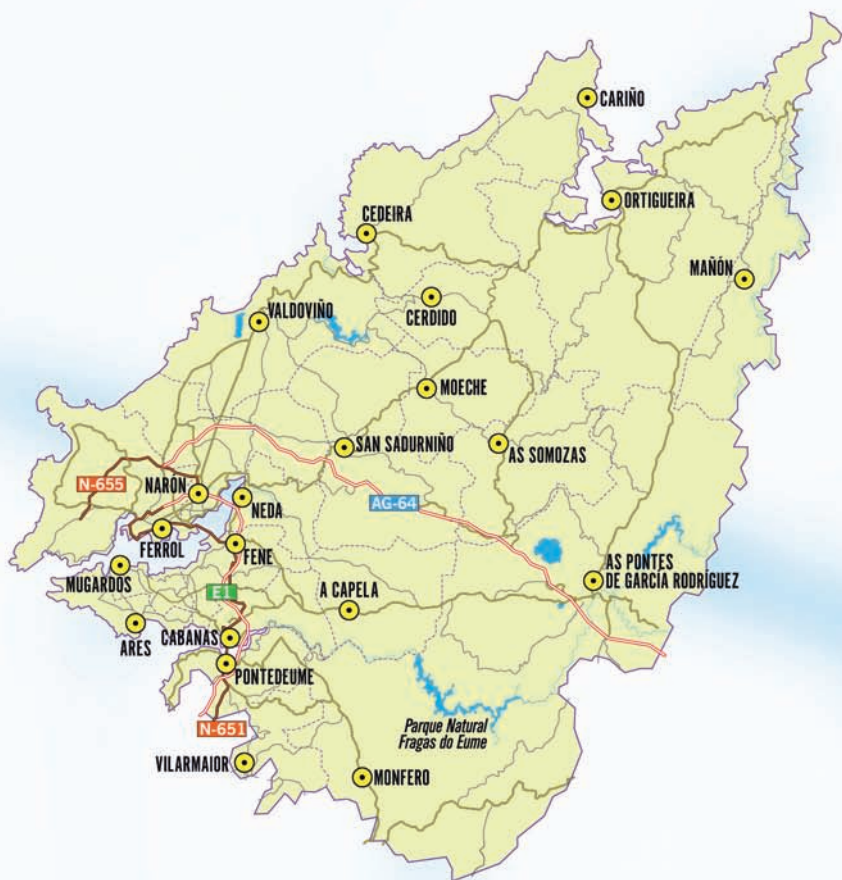 CARIÑO
ORTIGUEIRA
CEDEIRA
MAÑÓN
CERDIDO
VALDOVIÑO
MOECHE
SAN SADURNIÑO
AS SOMOZAS
N-655
NARÓN
NEDA
AG-64
FERROL
FENE
MUGARDOS
AS PONTES
DE GARCÍA RODRÍGUEZ
E1
A CAPELA
ARES
CABANAS
PONTEDEUME
N-651
Parque Natural
Fragas do Eume
VILARMAIOR
MONFERO